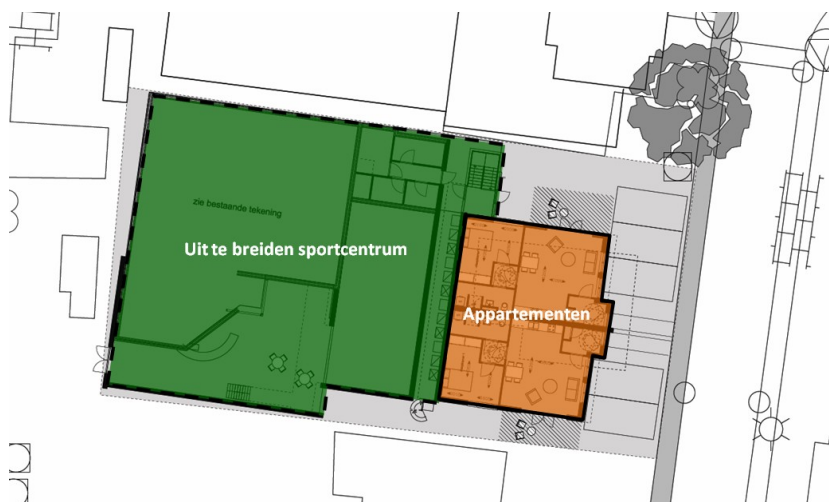 zie bestaande tekening
Uit te breiden sportcentrum
Appartementen